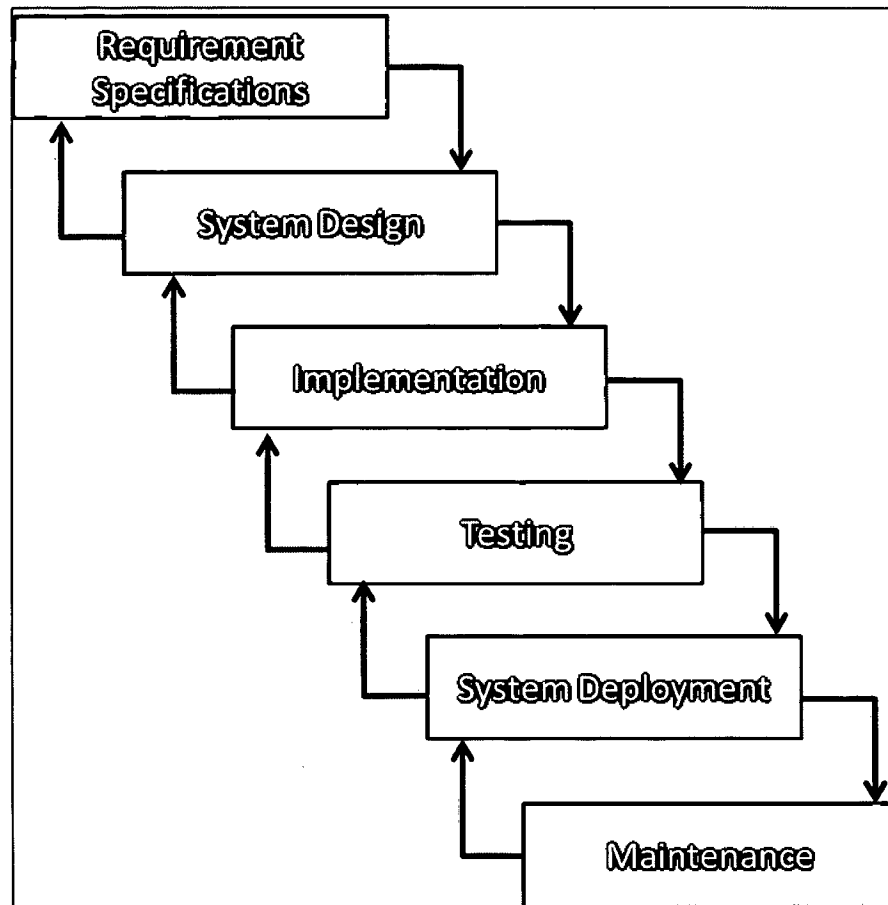 Requirement
Specifications
System Design
Implementation
Testing
System Deployment
Maintenance